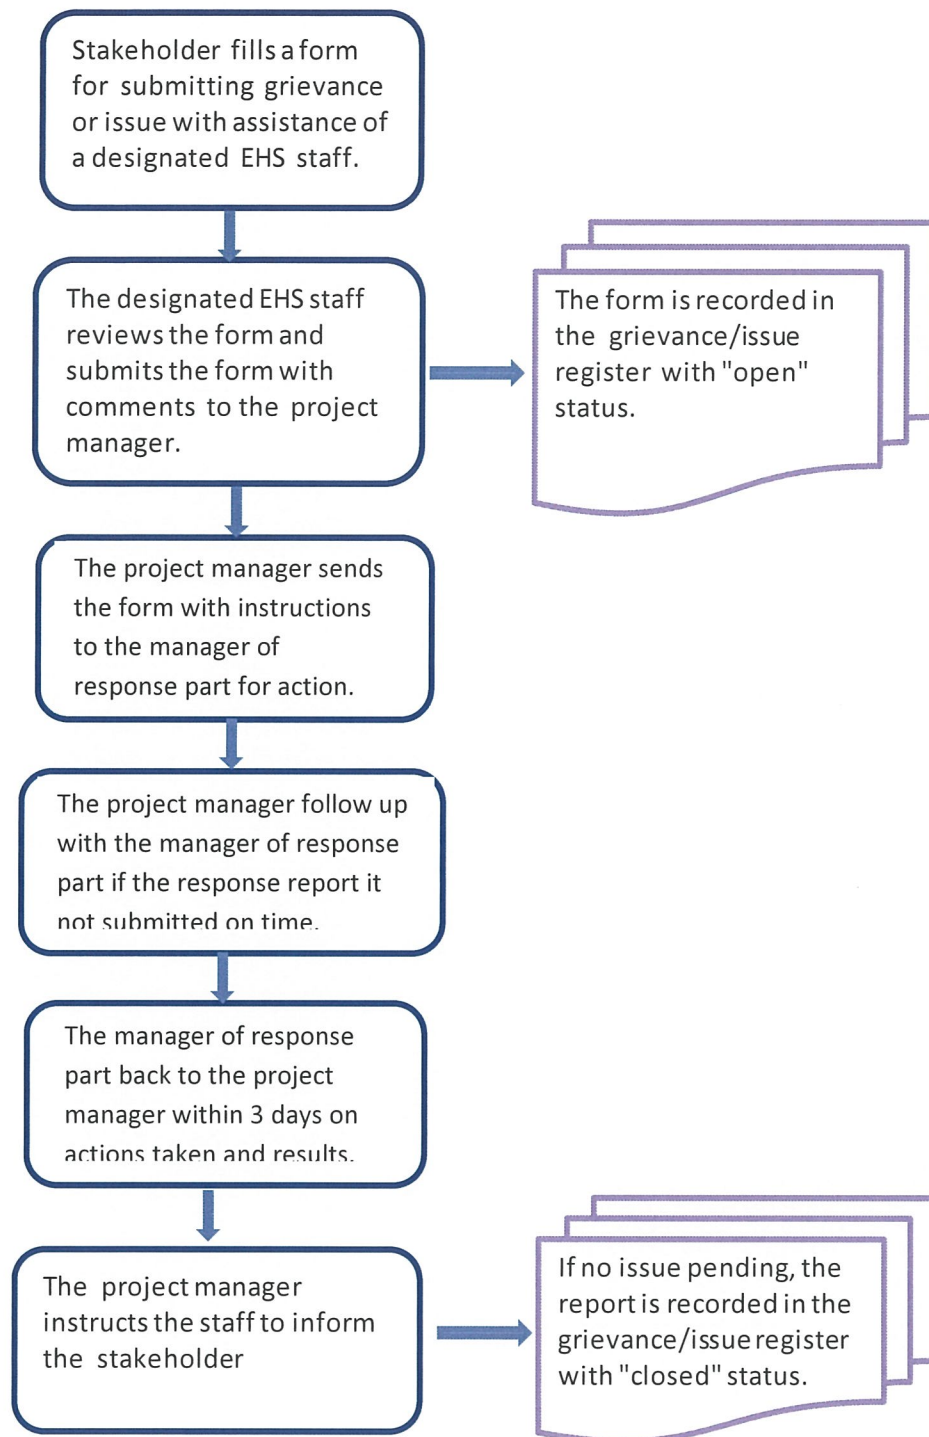 Stakeholder fills a form
for submitting grievance
or issue with assistance of
a designated EHS staff.
The designated EHS staff
reviews the form and
submits the form with
comments to the project
manager.
The form is recorded in
the grievance/issue
register with "open"
status.
The project manager sends
the form with instructions
to the manager of
response part for action.
The project manager follow up
with the manager of response
part if the response report it
not submitted on time.
The manager of response
part back to the project
manager within 3 days on
actions taken and results.
The project manager
instructs the staff to inform
the stakeholder
If no issue pending, the
report is recorded in the
grievance/issue register
with "closed" status.